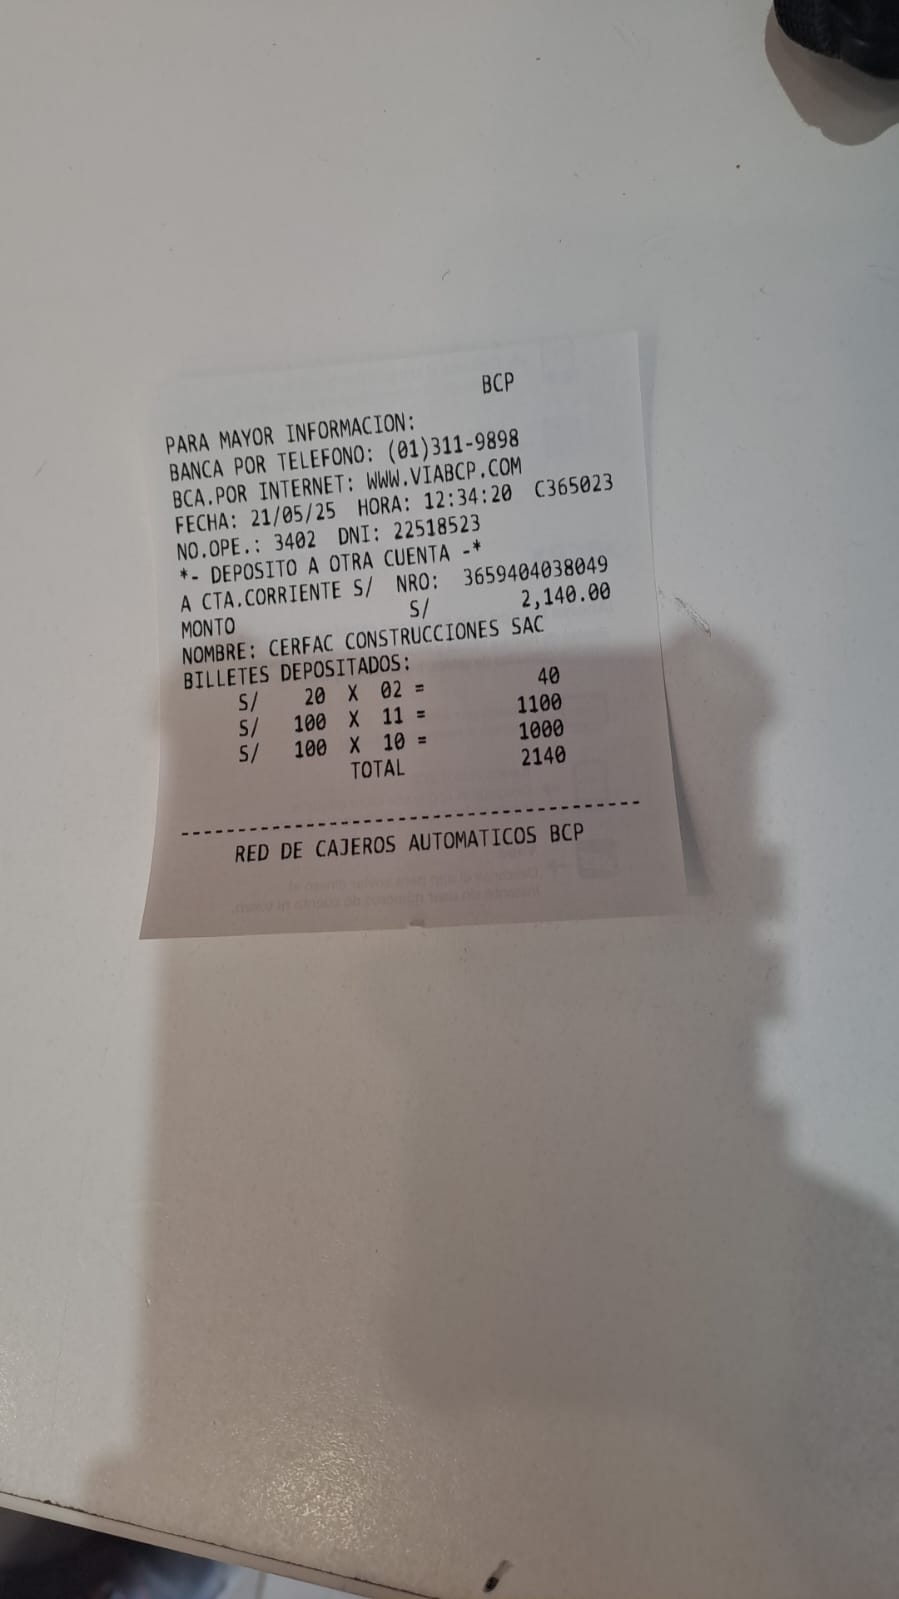 BCP
PARA MAYOR INFORMACION:
BANCA POR TELEFONO: (01)311-9898
BCA.POR INTERNET: WWW.VIABCP.COM
FECHA: 21/05/25 HORA: 12:34:20 C365023
NO.OPE.: 3402 DNI: 22518523
*- DEPOSITO A OTRA CUENTA -*
A CTA.CORRIENTE S/ NRO: 3659404038049
MONTO S/ 2,140.00
NOMBRE: CERFAC CONSTRUCCIONES SAC
BILLETES DEPOSITADOS:
S/ 20 X 02 = 40
S/ 100 X 11 = 1100
S/ 100 X 10 = 1000
TOTAL 2140
----------------------------------------
RED DE CAJEROS AUTOMATICOS BCP